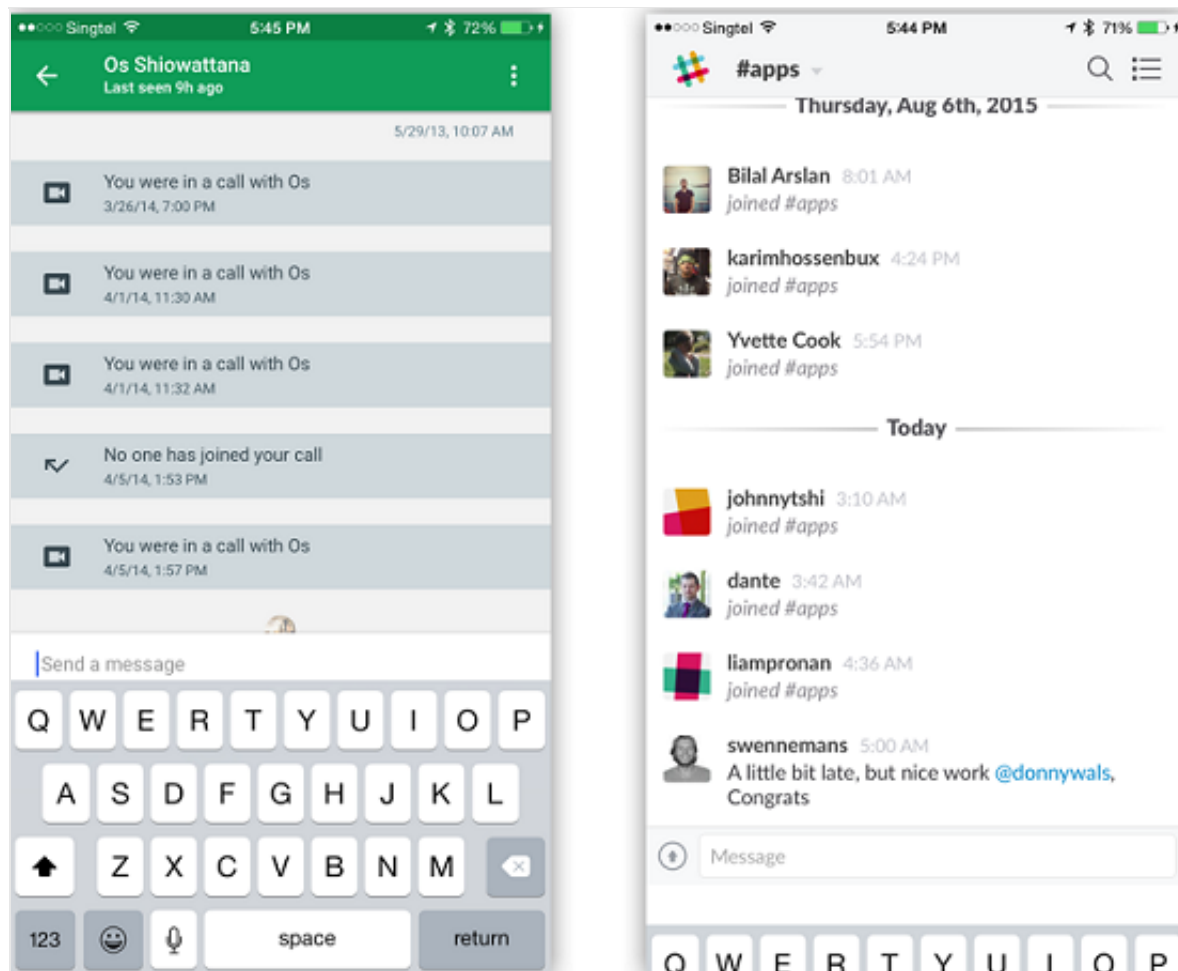 Singtel 5:45 PM 72%
Os Shiowattana
Last seen 9h ago
5/29/13, 10:07 AM
You were in a call with Os
3/26/14, 7:00 PM
You were in a call with Os
4/1/14, 11:30 AM
You were in a call with Os
4/1/14, 11:32 AM
No one has joined your call
4/5/14, 1:53 PM
You were in a call with Os
4/5/14, 1:57 PM
Send a message
Q W E R T Y U I O P
A S D F G H J K L
Z X C V B N M
123 space return
Singtel 5:44 PM 71%
#apps
Thursday, Aug 6th, 2015
Bilal Arslan 8:01 AM
joined #apps
karimhossenbux 4:24 PM
joined #apps
Yvette Cook 5:54 PM
joined #apps
Today
johnnytshi 3:10 AM
joined #apps
dante 3:42 AM
joined #apps
liampronan 4:36 AM
joined #apps
swennemans 5:00 AM
A little bit late, but nice work @donnywals,
Congrats
Message
Q W E R T Y U I O P